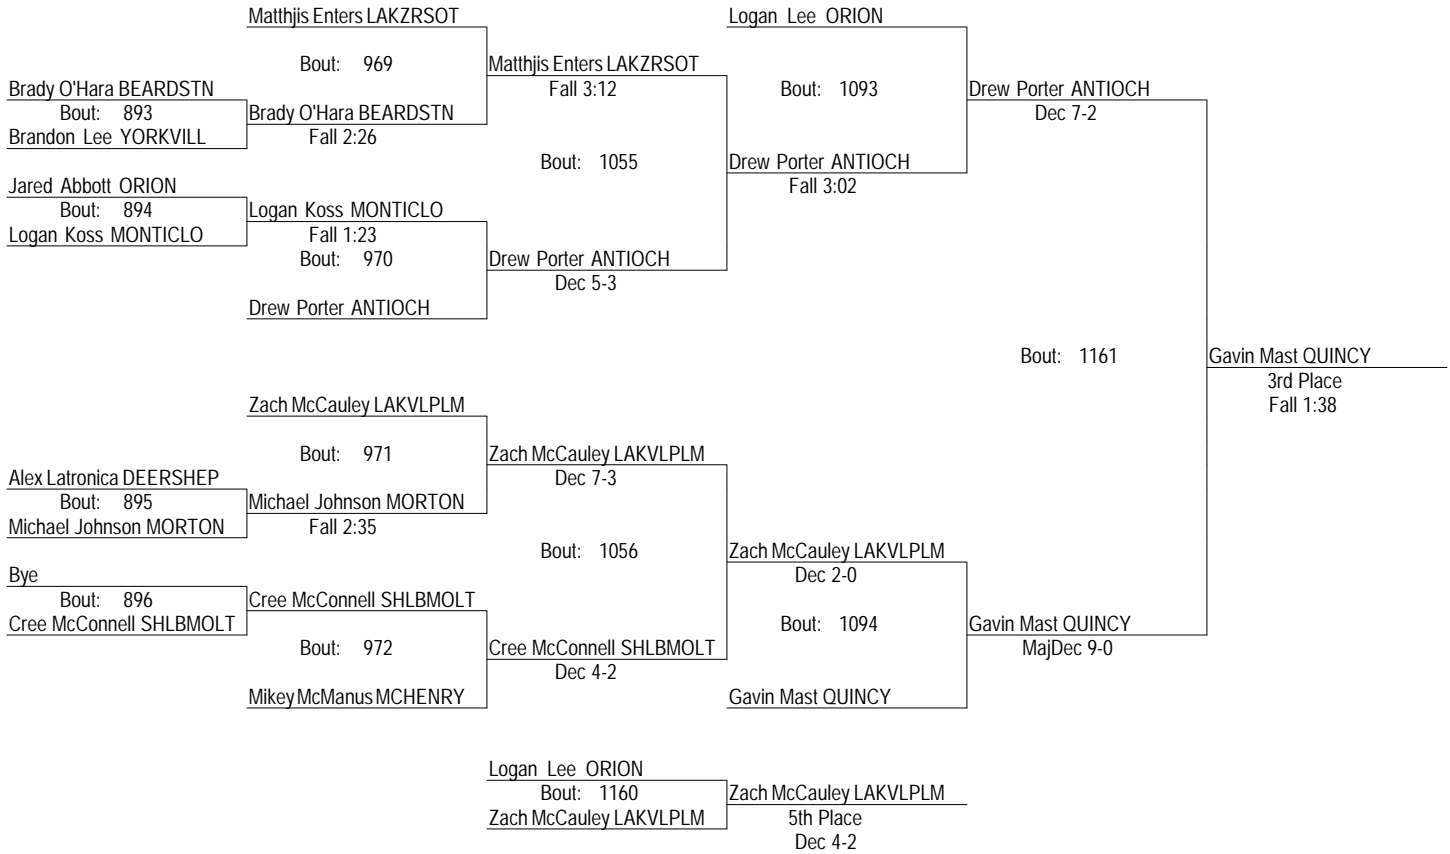 Matthjis Enters LAKZRSOT
Logan Lee ORION
Bout: 969
Matthjis Enters LAKZRSOT
Fall 3:12
Bout: 1093
Drew Porter ANTIOCH
Dec 7-2
Brady O'Hara BEARDSTN
Bout: 893
Brandon Lee YORKVILL
Brady O'Hara BEARDSTN
Fall 2:26
Bout: 1055
Drew Porter ANTIOCH
Fall 3:02
Jared Abbott ORION
Bout: 894
Logan Koss MONTICLO
Logan Koss MONTICLO
Fall 1:23
Bout: 970
Drew Porter ANTIOCH
Dec 5-3
Drew Porter ANTIOCH
Bout: 1161
Gavin Mast QUINCY
3rd Place
Fall 1:38
Zach McCauley LAKVLPLM
Bout: 971
Zach McCauley LAKVLPLM
Dec 7-3
Alex Latronica DEERSHEP
Bout: 895
Michael Johnson MORTON
Michael Johnson MORTON
Fall 2:35
Bout: 1056
Zach McCauley LAKVLPLM
Dec 2-0
Bye
Bout: 896
Cree McConnell SHLBMOLT
Cree McConnell SHLBMOLT
Bout: 972
Cree McConnell SHLBMOLT
Dec 4-2
Bout: 1094
Gavin Mast QUINCY
MajDec 9-0
Mikey McManus MCHENRY
Gavin Mast QUINCY
Logan Lee ORION
Bout: 1160
Zach McCauley LAKVLPLM
Zach McCauley LAKVLPLM
5th Place
Dec 4-2